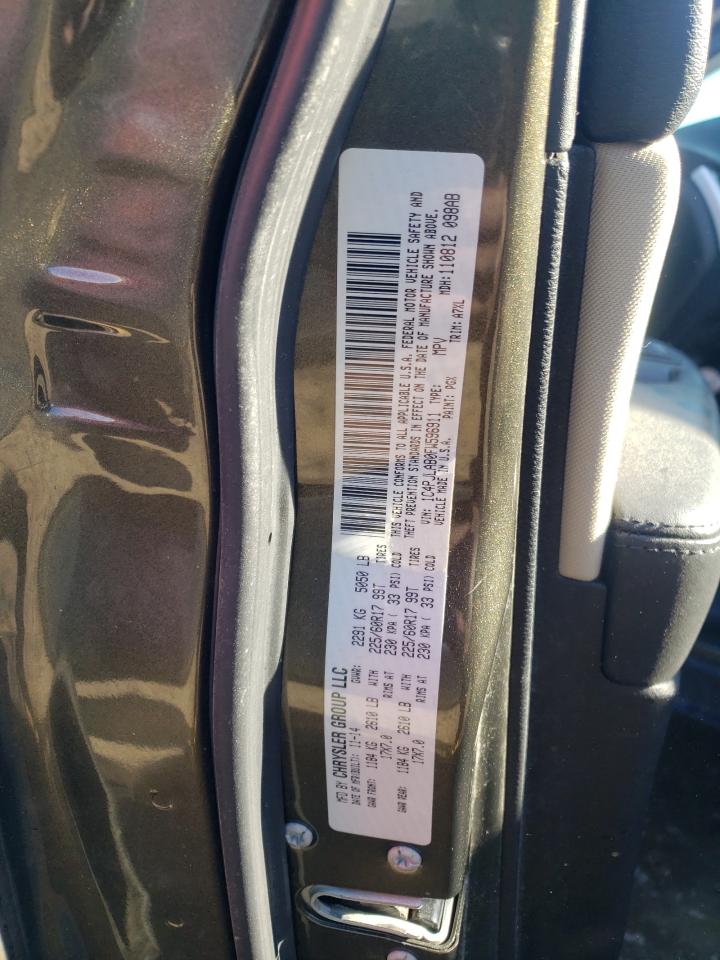 MFD BY CHRYSLER GROUP LLC
DATE OF MFR(BUILT): 11-14 GVWR: 2291 KG 5050 LB
GAWR FRONT: 1184 KG 2610 LB WITH 225/60R17 99T TIRES
17X7.0 RIMS AT 230 KPA ( 33 PSI) COLD
GAWR REAR: 1184 KG 2610 LB WITH 225/60R17 99T TIRES
17X7.0 RIMS AT 230 KPA ( 33 PSI) COLD
THIS VEHICLE CONFORMS TO ALL APPLICABLE U.S.A. FEDERAL MOTOR VEHICLE SAFETY AND
THEFT PREVENTION STANDARDS IN EFFECT ON THE DATE OF MANUFACTURE SHOWN ABOVE.
VIN: 1C4PJLAB0FW596911 TYPE: MPV MDH: 110812 098AB
VEHICLE MADE IN U.S.A. PAINT: PGX TRIM: A7XL